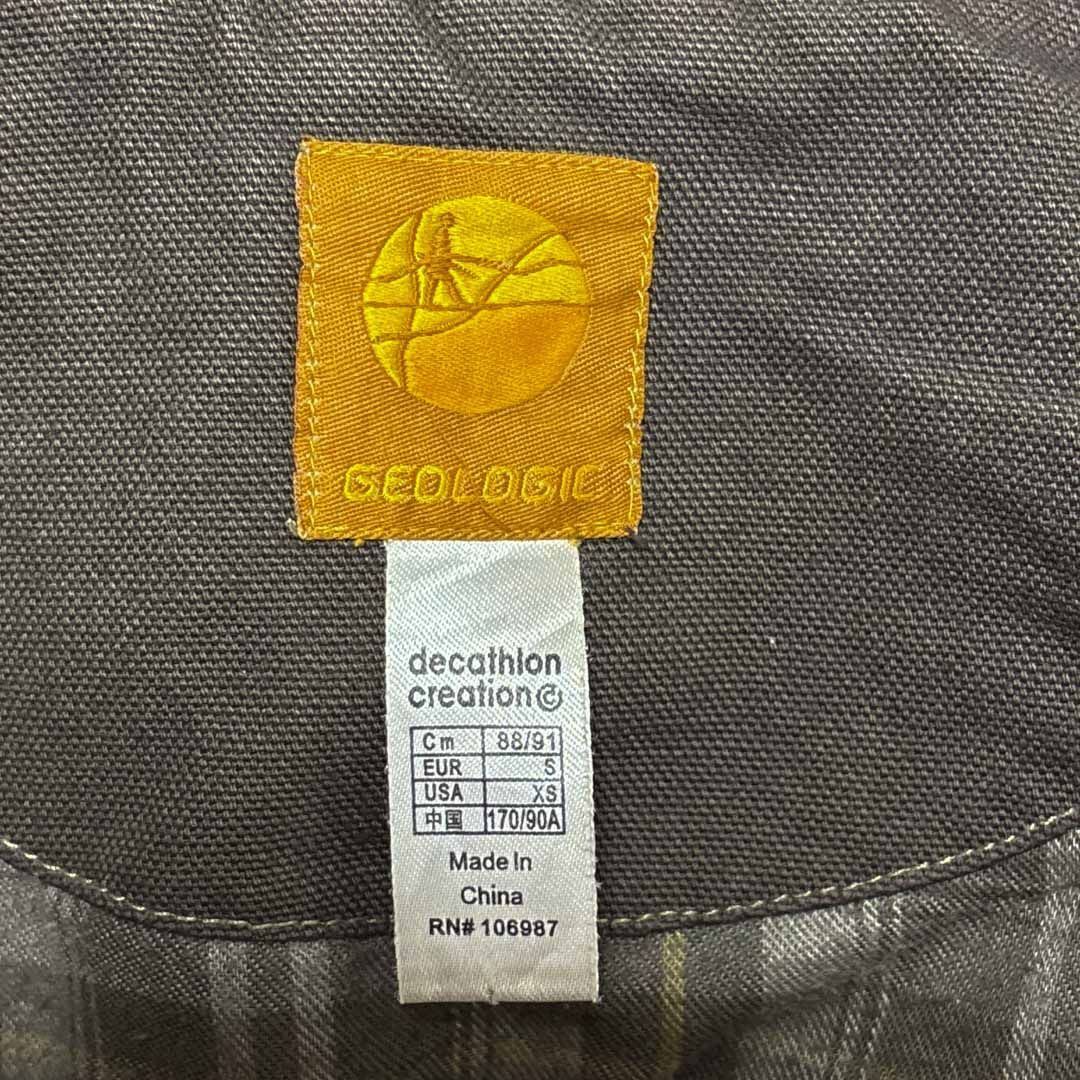 GEOLOGIC
decathlon
creation
Cm 88/91
EUR S
USA XS
中国 170/90A
Made In
China
RN# 106987